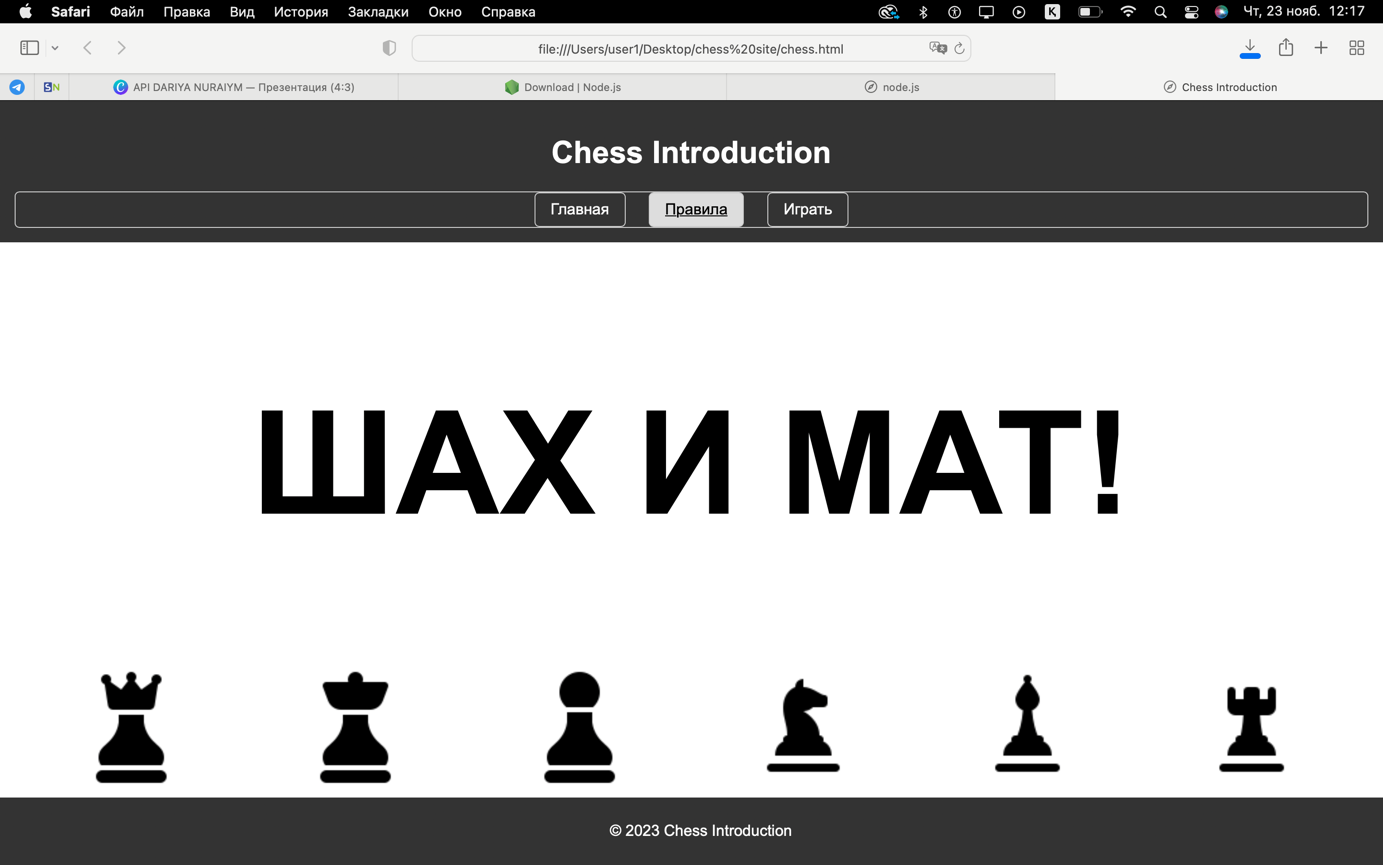 Safari Файл Правка Вид История Закладки Окно Справка K Чт, 23 нояб. 12:17
file:///Users/user1/Desktop/chess%20site/chess.html
SN C API DARIYA NURAIYM — Презентация (4:3) Download | Node.js node.js Chess Introduction
Chess Introduction
Главная Правила Играть
ШАХ И МАТ!
© 2023 Chess Introduction